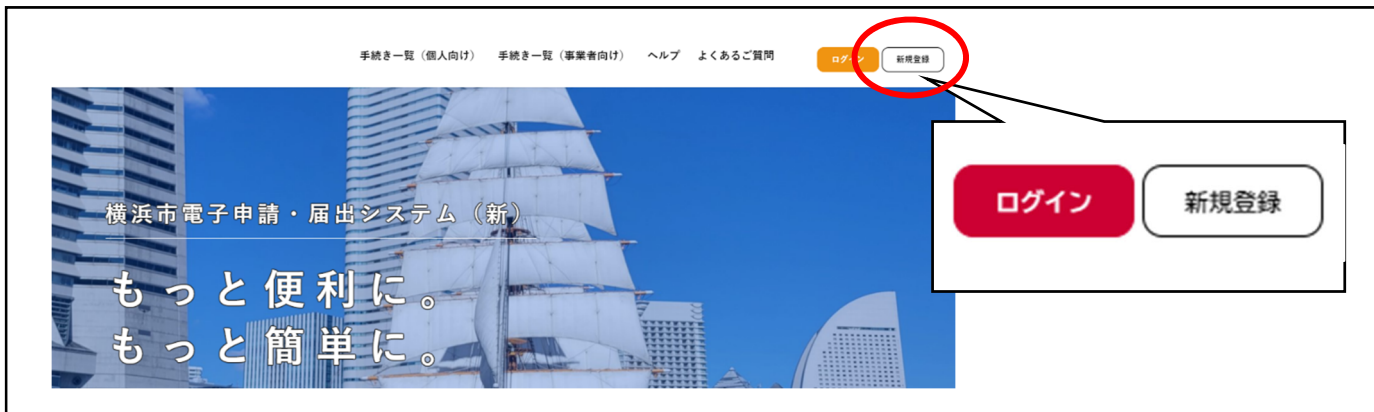 手続き一覧（個人向け） 手続き一覧（事業者向け） ヘルプ よくあるご質問 ログイン 新規登録
ログイン 新規登録
横浜市電子申請・届出システム（新）
もっと便利に。
もっと簡単に。